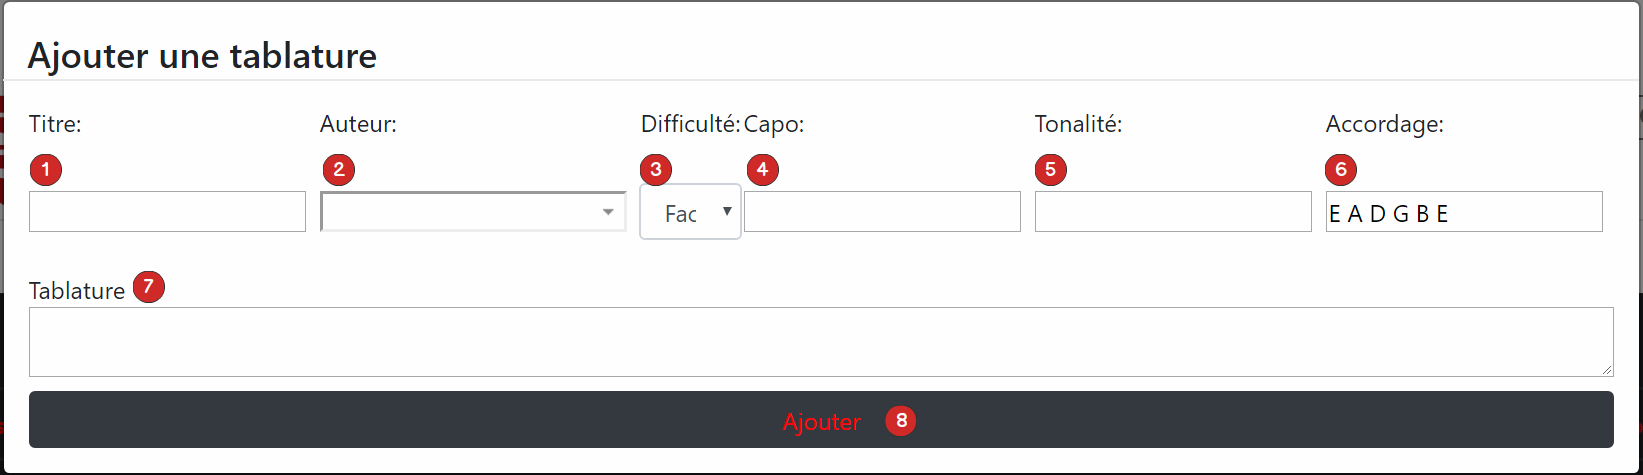 Ajouter une tablature
Titre: Auteur: Difficulté: Capo: Tonalité: Accordage:
1 2 3 4 5 6
Fac E A D G B E
Tablature 7
Ajouter 8